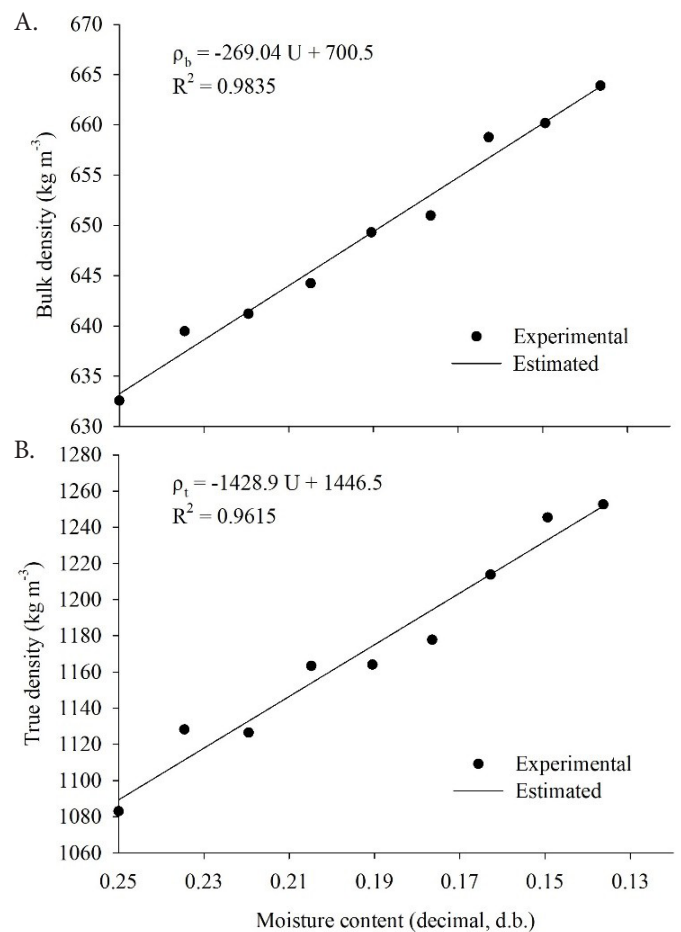 A.
670
665
660
655
650
645
640
635
630
Bulk density (kg m⁻³)
ρb = -269.04 U + 700.5
R² = 0.9835
Experimental
Estimated
B.
1280
1260
1240
1220
1200
1180
1160
1140
1120
1100
1080
1060
True density (kg m⁻³)
ρt = -1428.9 U + 1446.5
R² = 0.9615
Experimental
Estimated
0.25 0.23 0.21 0.19 0.17 0.15 0.13
Moisture content (decimal, d.b.)